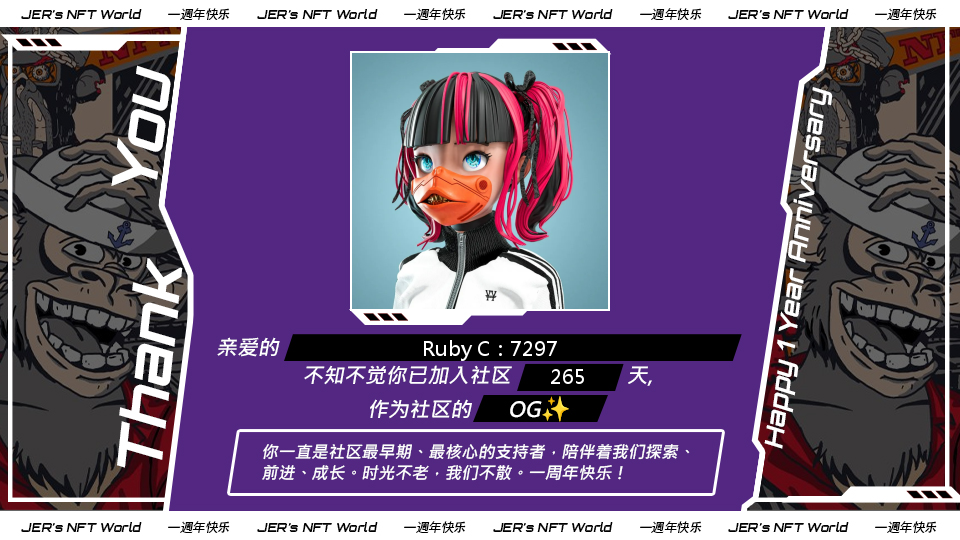 JER's NFT World 一週年快乐 JER's NFT World 一週年快乐 JER's NFT World 一週年快乐 JER's NFT World 一週年快乐
Thank You
Happy 1 Year Anniversary
亲爱的 Ruby C : 7297
不知不觉你已加入社区 265 天,
作为社区的 OG✨
你一直是社区最早期、最核心的支持者，陪伴着我们探索、
前进、成长。时光不老，我们不散。一周年快乐！
JER's NFT World 一週年快乐 JER's NFT World 一週年快乐 JER's NFT World 一週年快乐 JER's NFT World 一週年快乐